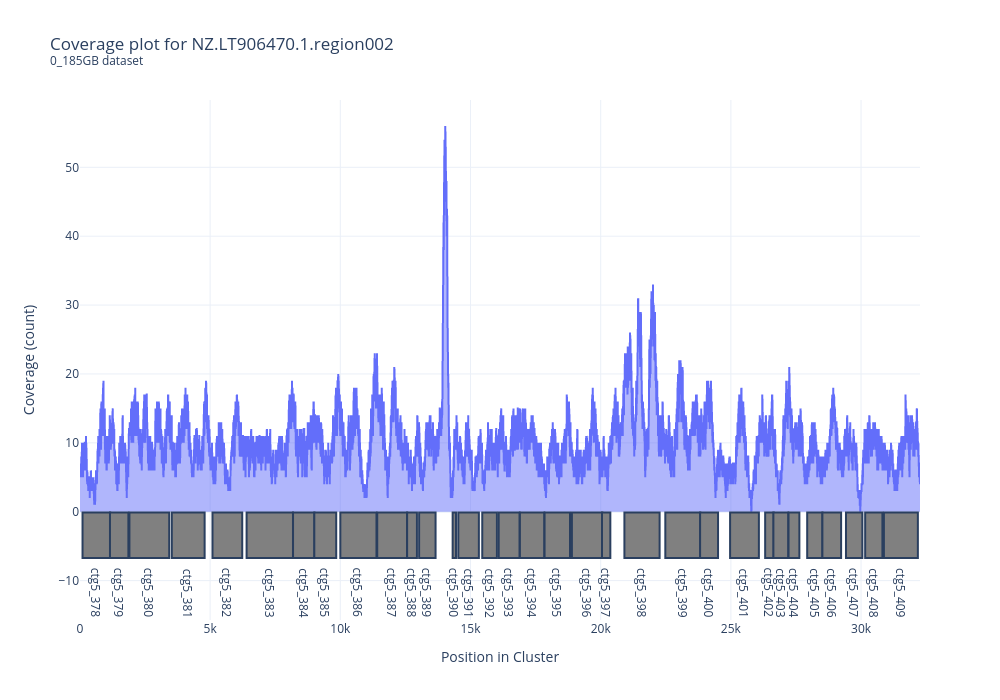 Coverage plot for NZ.LT906470.1.region002
0_185GB dataset
Coverage (count)
50
40
30
20
10
0
−10
ctg5_378
ctg5_379
ctg5_380
ctg5_381
ctg5_382
ctg5_383
ctg5_384
ctg5_385
ctg5_386
ctg5_387
ctg5_388
ctg5_389
ctg5_390
ctg5_391
ctg5_392
ctg5_393
ctg5_394
ctg5_395
ctg5_396
ctg5_397
ctg5_398
ctg5_399
ctg5_400
ctg5_401
ctg5_402
ctg5_403
ctg5_404
ctg5_405
ctg5_406
ctg5_407
ctg5_408
ctg5_409
0 5k 10k 15k 20k 25k 30k
Position in Cluster